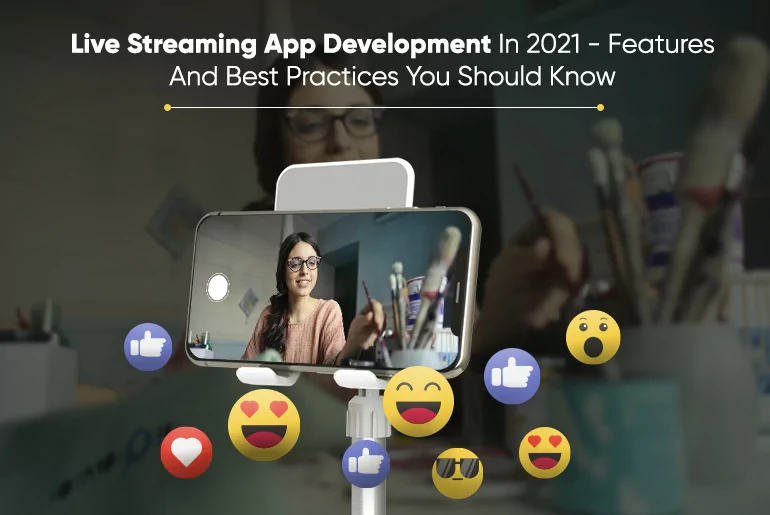 Live Streaming App Development In 2021 - Features
And Best Practices You Should Know